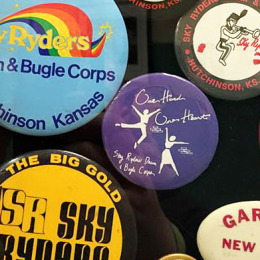 y Ryders
n & Bugle Corps
hinson Kansas
HUTCHINSON, KS.
SKY RYDERS
Sky Ryders
HUTCHINSON, KS.
One Hand
One Heart
Sky Ryders Drum
& Bugle Corps
THE BIG GOLD
SR SKY
RYDERS
GAR
NEW